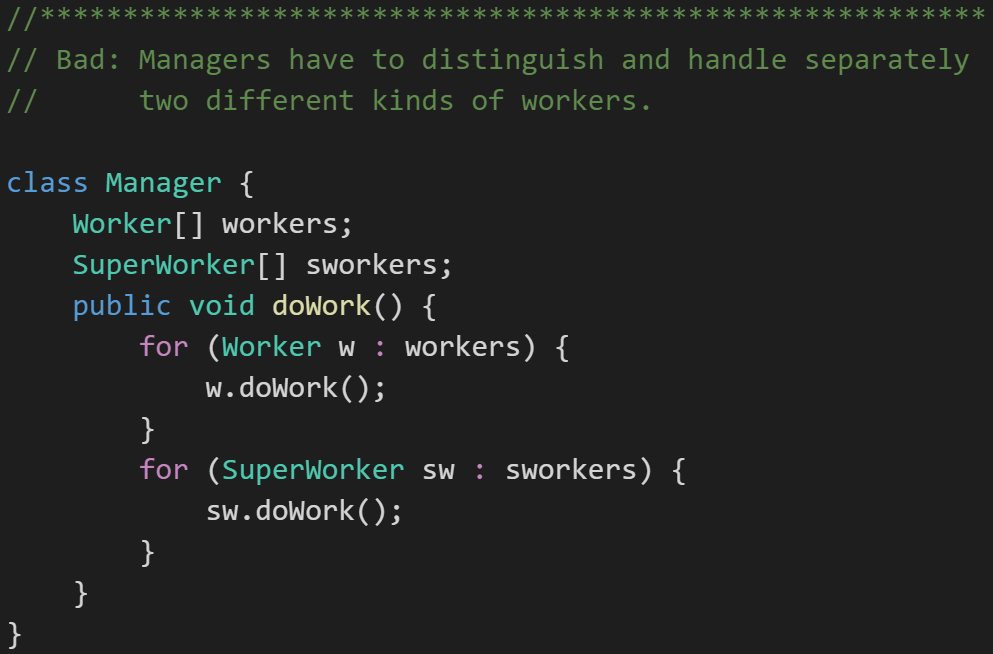 //*********************************************************
// Bad: Managers have to distinguish and handle separately
//      two different kinds of workers.

class Manager {
    Worker[] workers;
    SuperWorker[] sworkers;
    public void doWork() {
        for (Worker w : workers) {
            w.doWork();
        }
        for (SuperWorker sw : sworkers) {
            sw.doWork();
        }
    }
}